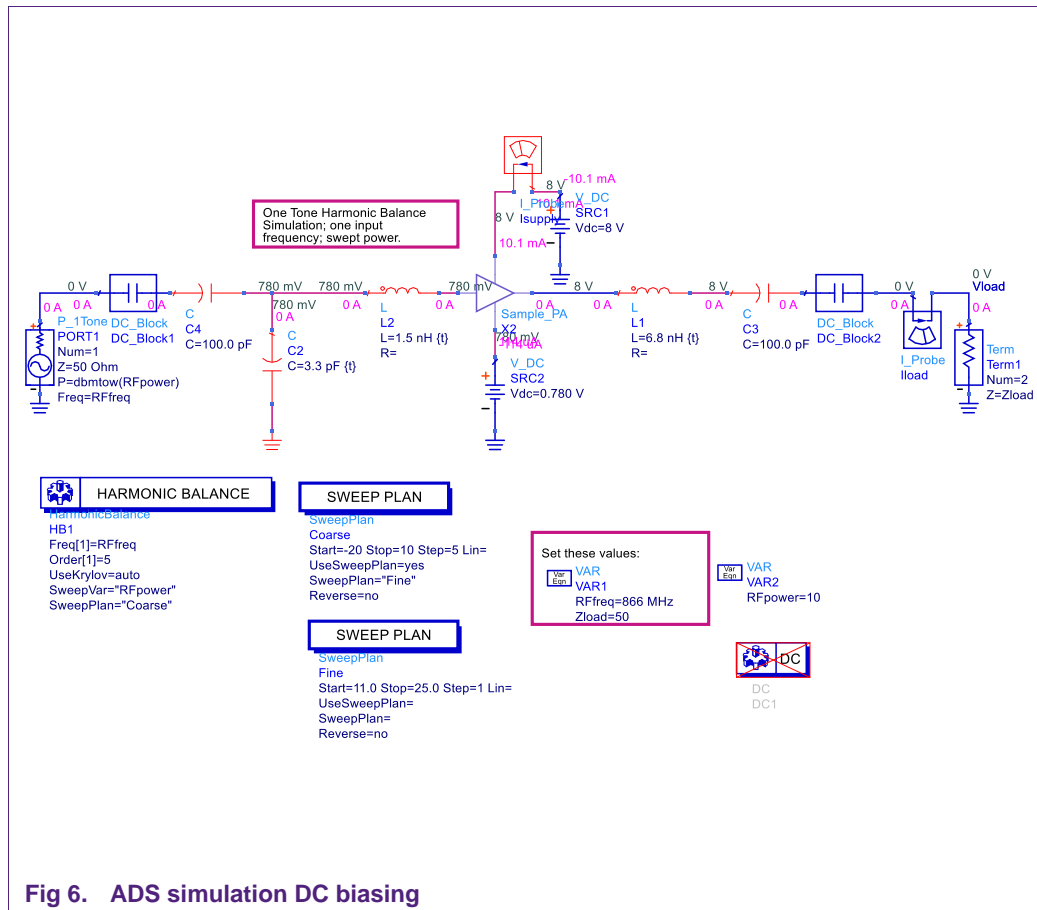 One Tone Harmonic Balance
Simulation; one input
frequency; swept power.
-10.1 mA
8 V
I_Probe
Isupply
V_DC
SRC1
Vdc=8 V
8 V
10.1 mA
0 V
0 A
0 A
0 A
P_1Tone
PORT1
Num=1
Z=50 Ohm
P=dbmtow(RFpower)
Freq=RFfreq
DC_Block
DC_Block1
C
C4
C=100.0 pF
780 mV
780 mV
0 A
C
C2
C=3.3 pF {t}
780 mV
0 A
L
L2
L=1.5 nH {t}
R=
780 mV
0 A
Sample_PA
X2
780 mV
V_DC
SRC2
Vdc=0.780 V
0 A
8 V
0 A
L
L1
L=6.8 nH {t}
R=
8 V
0 A
C
C3
C=100.0 pF
0 A
DC_Block
DC_Block2
0 V
0 A
I_Probe
Iload
0 V
Vload
0 A
Term
Term1
Num=2
Z=Zload
HARMONIC BALANCE
HarmonicBalance
HB1
Freq[1]=RFfreq
Order[1]=5
UseKrylov=auto
SweepVar="RFpower"
SweepPlan="Coarse"
SWEEP PLAN
SweepPlan
Coarse
Start=-20 Stop=10 Step=5 Lin=
UseSweepPlan=yes
SweepPlan="Fine"
Reverse=no
SWEEP PLAN
SweepPlan
Fine
Start=11.0 Stop=25.0 Step=1 Lin=
UseSweepPlan=
SweepPlan=
Reverse=no
Set these values:
Var
Eqn
VAR
VAR1
RFfreq=866 MHz
Zload=50
Var
Eqn
VAR
VAR2
RFpower=10
DC
DC
DC1
Fig 6. ADS simulation DC biasing